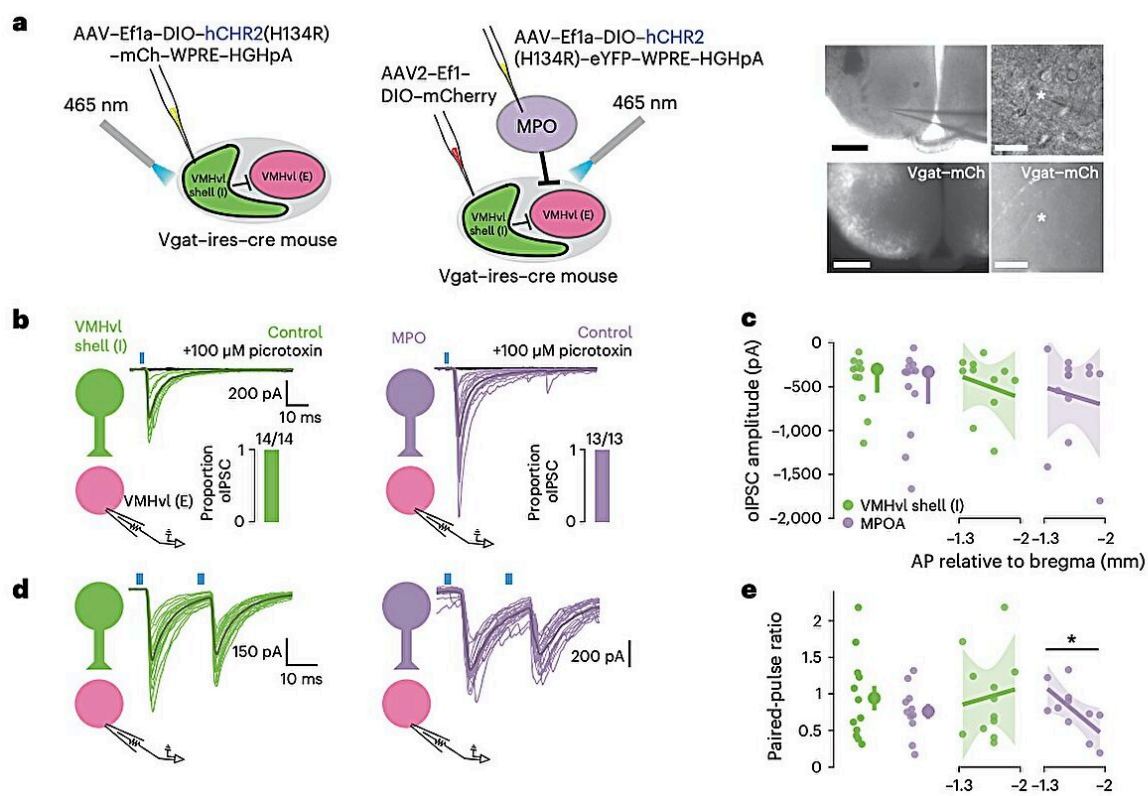 a
AAV–Ef1a–DIO–hCHR2(H134R)
–mCh–WPRE–HGHpA
465 nm
VMHvl
shell (I)
VMHvl (E)
Vgat–ires–cre mouse
AAV–Ef1a–DIO–hCHR2
(H134R)–eYFP–WPRE–HGHpA
AAV2–Ef1–
DIO–mCherry
465 nm
MPO
VMHvl
shell (I)
VMHvl (E)
Vgat–ires–cre mouse
*
Vgat–mCh
Vgat–mCh
*
b
VMHvl
shell (I)
Control
+100 µM picrotoxin
200 pA
10 ms
14/14
1
Proportion
oIPSC
0
VMHvl (E)
MPO
Control
+100 µM picrotoxin
13/13
1
Proportion
oIPSC
0
c
oIPSC amplitude (pA)
0
–500
–1,000
–1,500
–2,000
VMHvl shell (I)
MPOA
–1.3
–2
–1.3
–2
AP relative to bregma (mm)
d
150 pA
10 ms
200 pA
e
Paired-pulse ratio
2
1.5
1
0.5
0
*
–1.3
–2
–1.3
–2